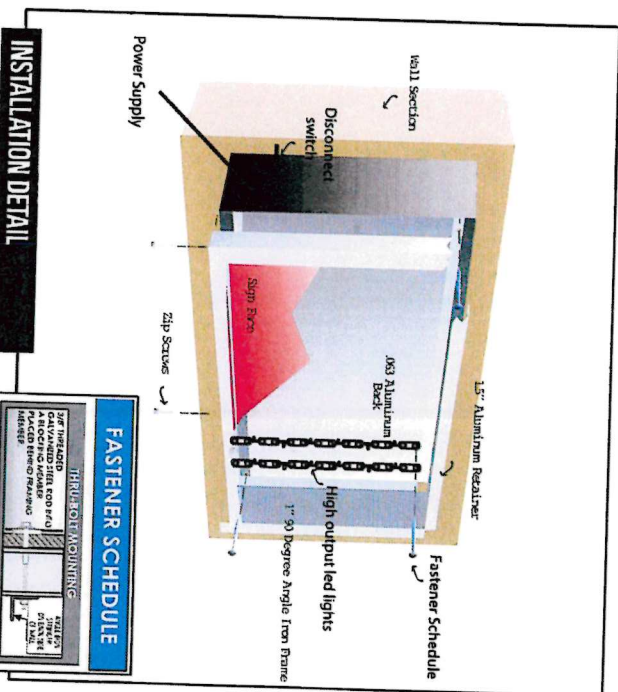 Wall Section
Power Supply
Disconnect
switch
Sign Face
Zip Screws
.063 Aluminum
Back
1.5" Aluminum Retainer
High output led lights
1" 90 Degree Angle Iron Frame
Fastener Schedule
INSTALLATION DETAIL
FASTENER SCHEDULE
THRU-BOLT MOUNTING
3/8" THREADED
GALVANIZED STEEL ROD INTO
A BLOCKING MEMBER
PLACED BEHIND FRAMING
MEMBER